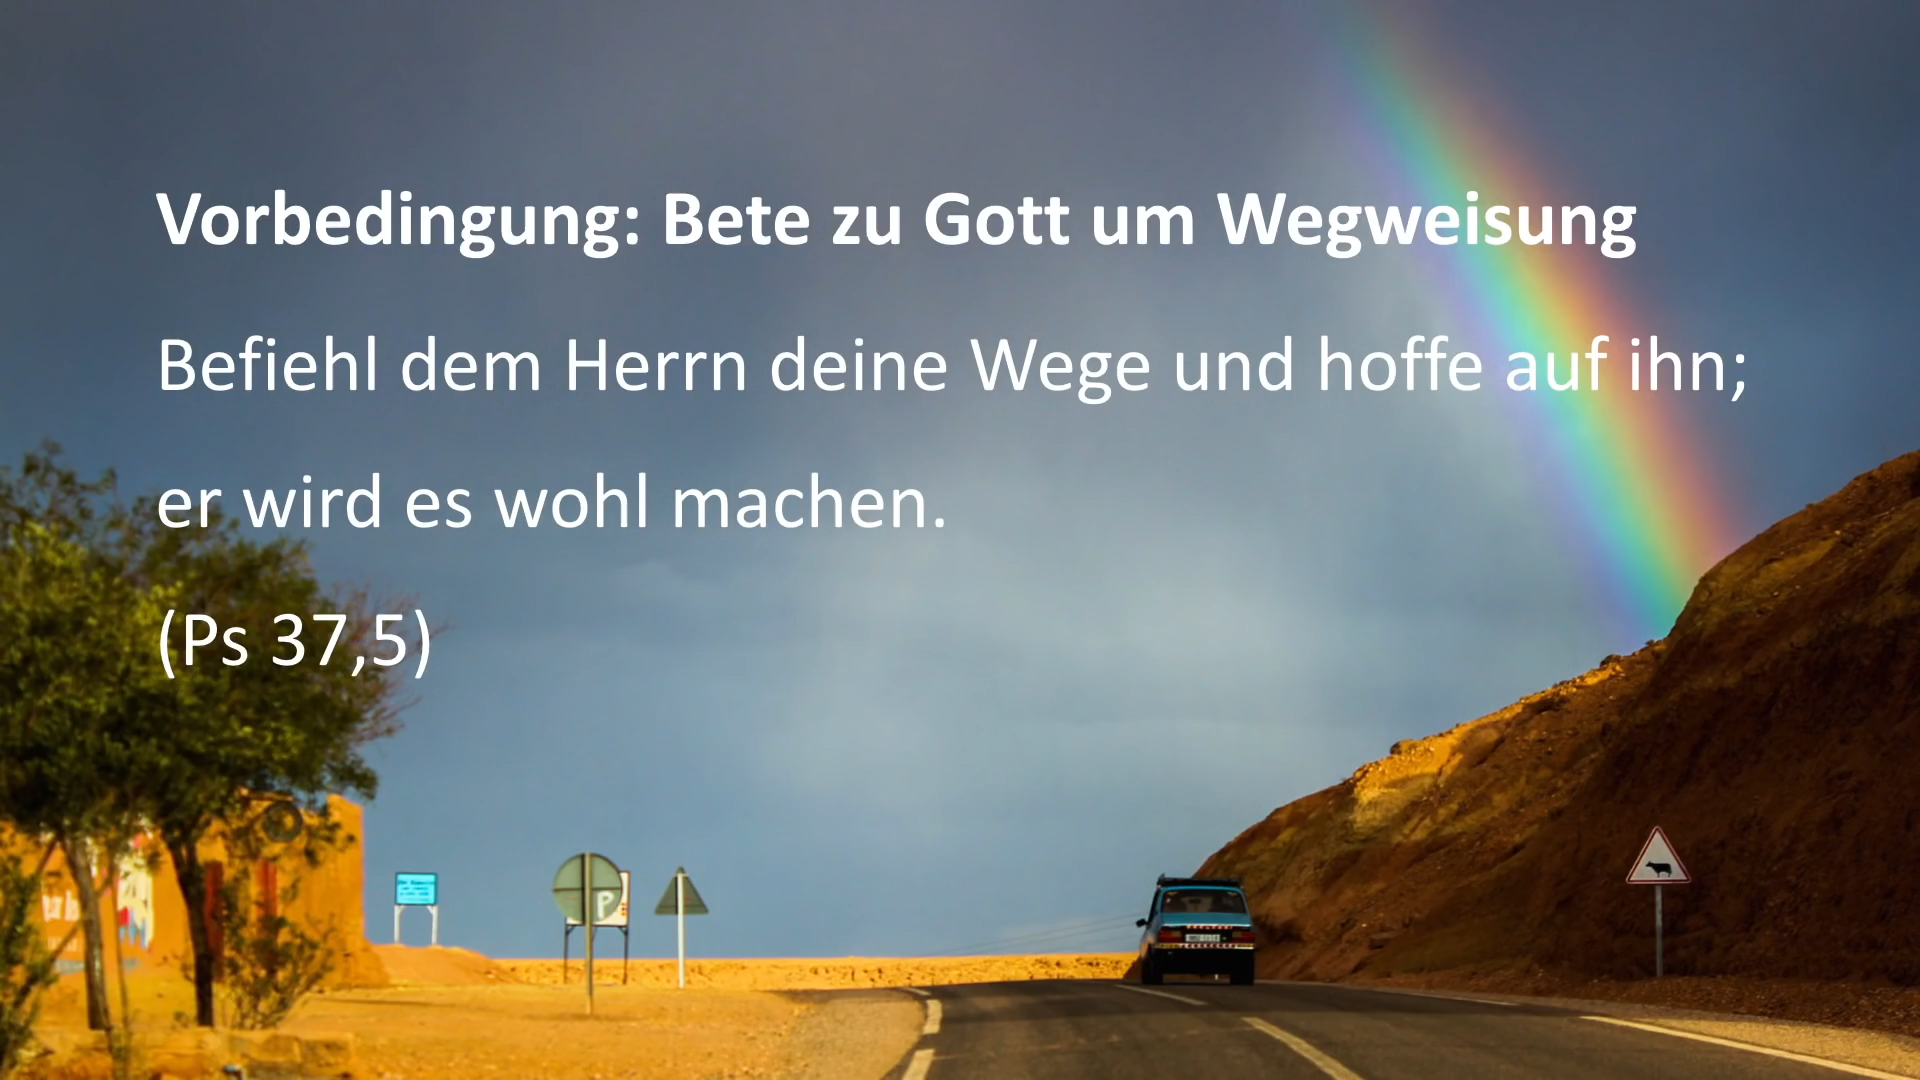 Vorbedingung: Bete zu Gott um Wegweisung
Befiehl dem Herrn deine Wege und hoffe auf ihn;
er wird es wohl machen.
(Ps 37,5)
P